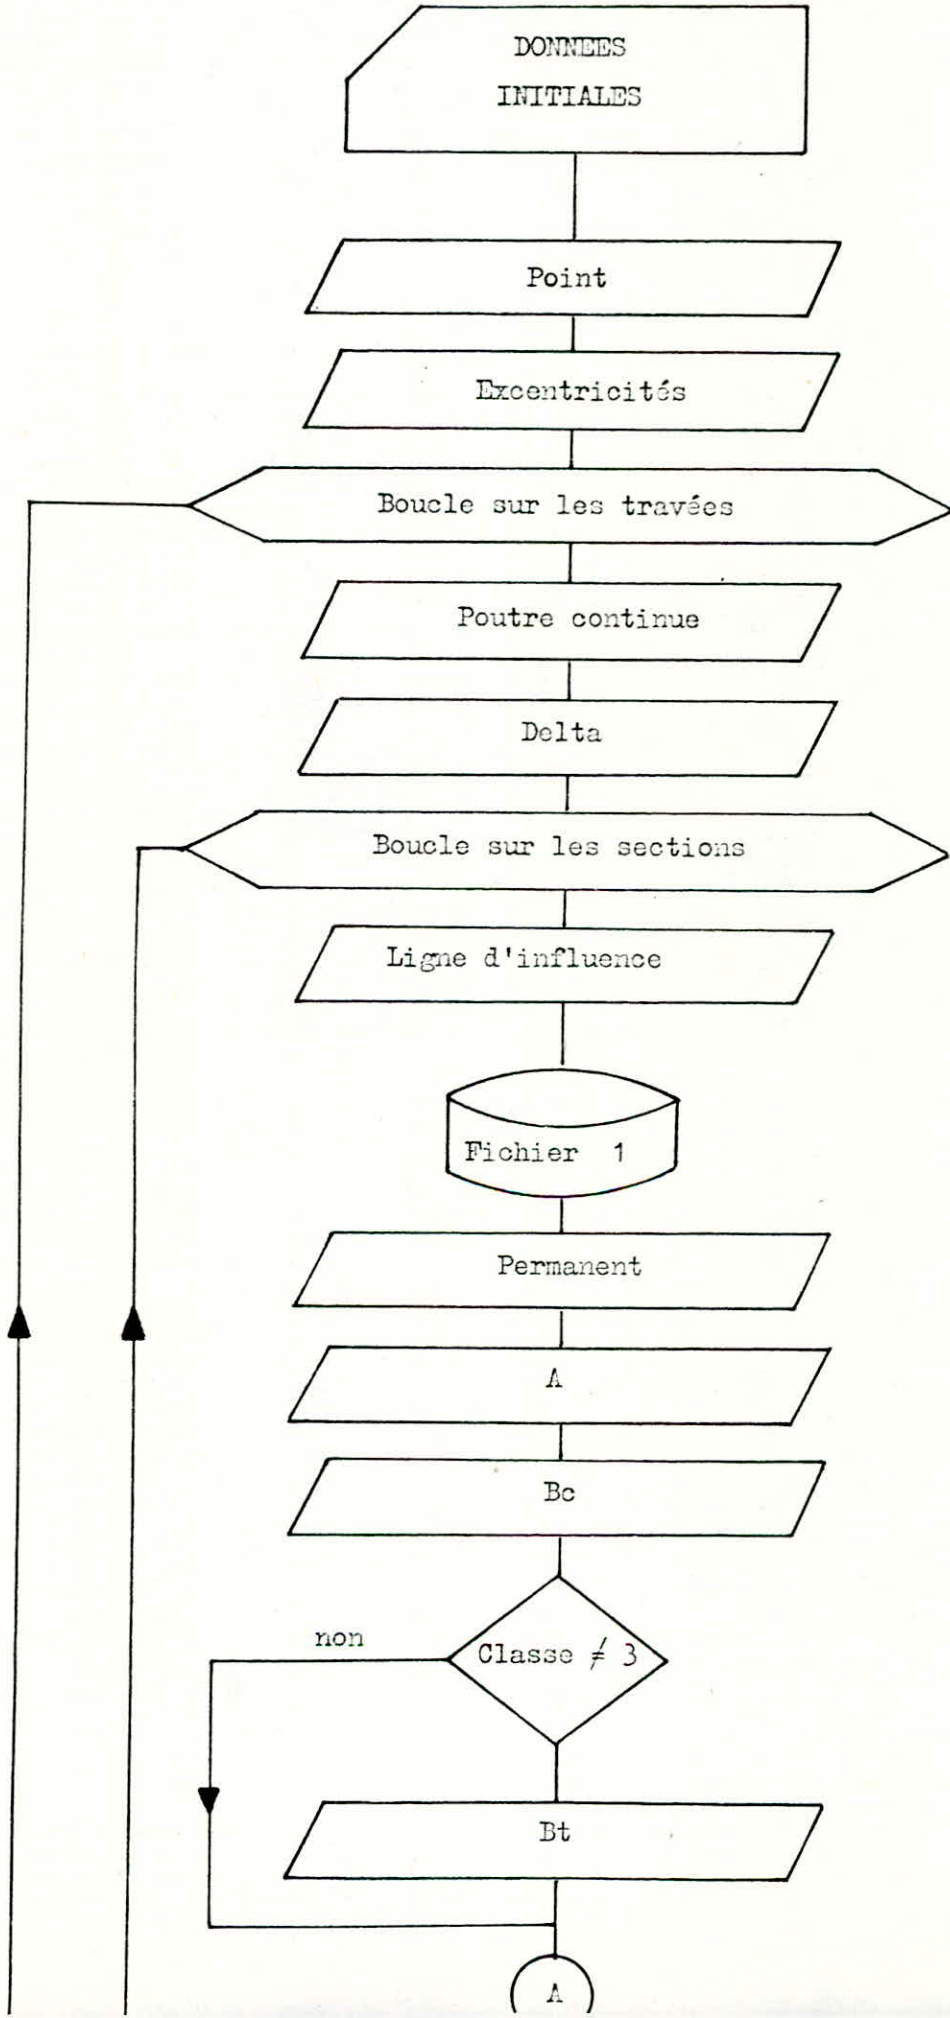 DONNEES
INITIALES
Point
Excentricités
Boucle sur les travées
Poutre continue
Delta
Boucle sur les sections
Ligne d'influence
Fichier 1
Permanent
A
Bc
non
Classe ≠ 3
Bt
A